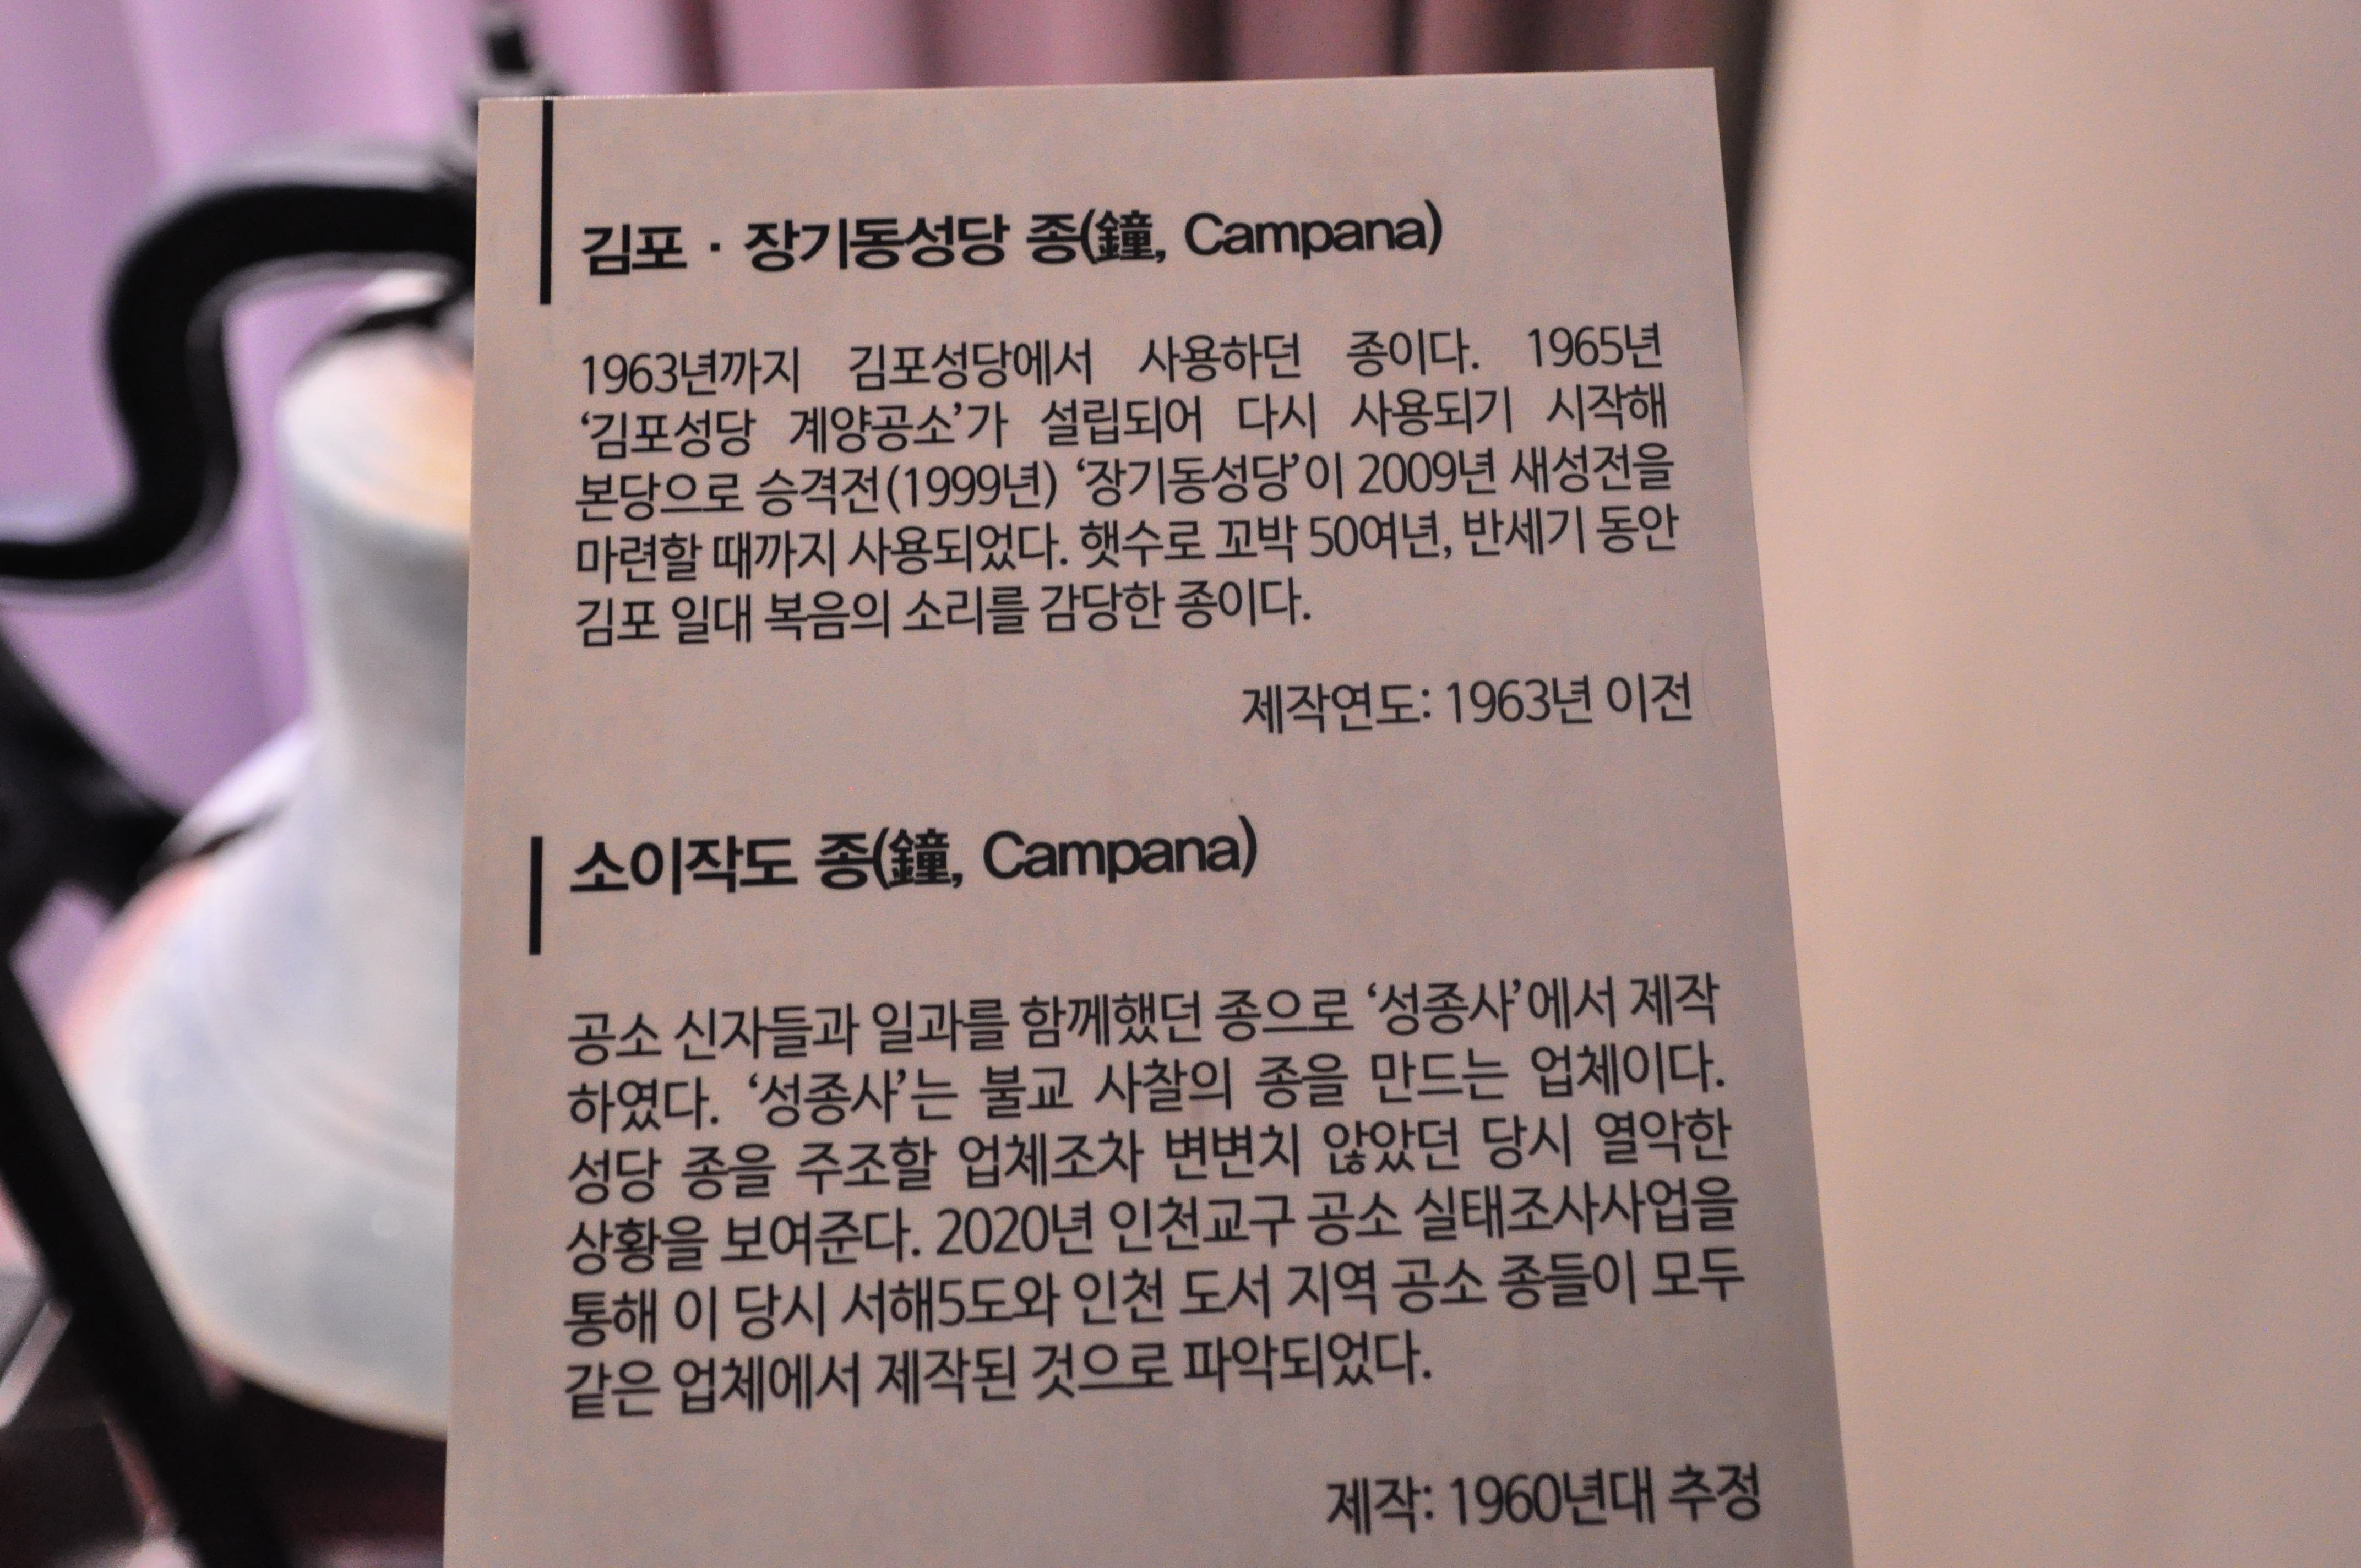 김포 · 장기동성당 종(鐘, Campana)
1963년까지 김포성당에서 사용하던 종이다. 1965년
‘김포성당 계양공소’가 설립되어 다시 사용되기 시작해
본당으로 승격전(1999년) ‘장기동성당’이 2009년 새성전을
마련할 때까지 사용되었다. 햇수로 꼬박 50여년, 반세기 동안
김포 일대 복음의 소리를 감당한 종이다.
제작연도: 1963년 이전
소이작도 종(鐘, Campana)
공소 신자들과 일과를 함께했던 종으로 ‘성종사’에서 제작
하였다. ‘성종사’는 불교 사찰의 종을 만드는 업체이다.
성당 종을 주조할 업체조차 변변치 않았던 당시 열악한
상황을 보여준다. 2020년 인천교구 공소 실태조사사업을
통해 이 당시 서해5도와 인천 도서 지역 공소 종들이 모두
같은 업체에서 제작된 것으로 파악되었다.
제작: 1960년대 추정